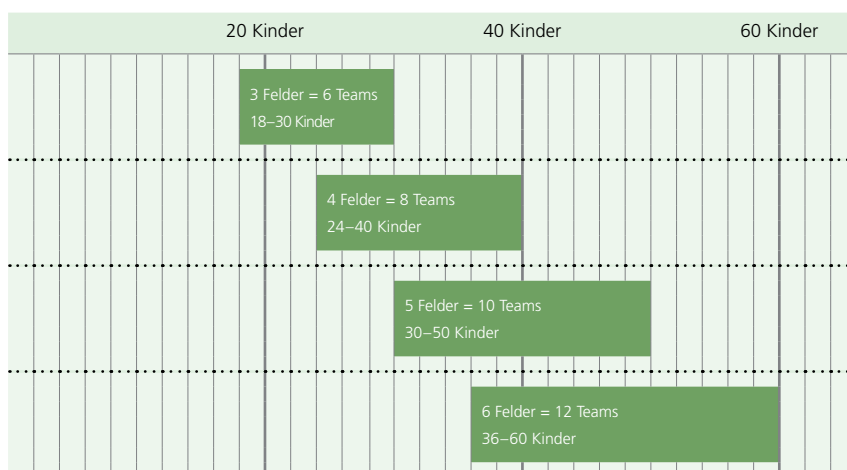 20 Kinder 40 Kinder 60 Kinder
3 Felder = 6 Teams
18–30 Kinder
4 Felder = 8 Teams
24–40 Kinder
5 Felder = 10 Teams
30–50 Kinder
6 Felder = 12 Teams
36–60 Kinder